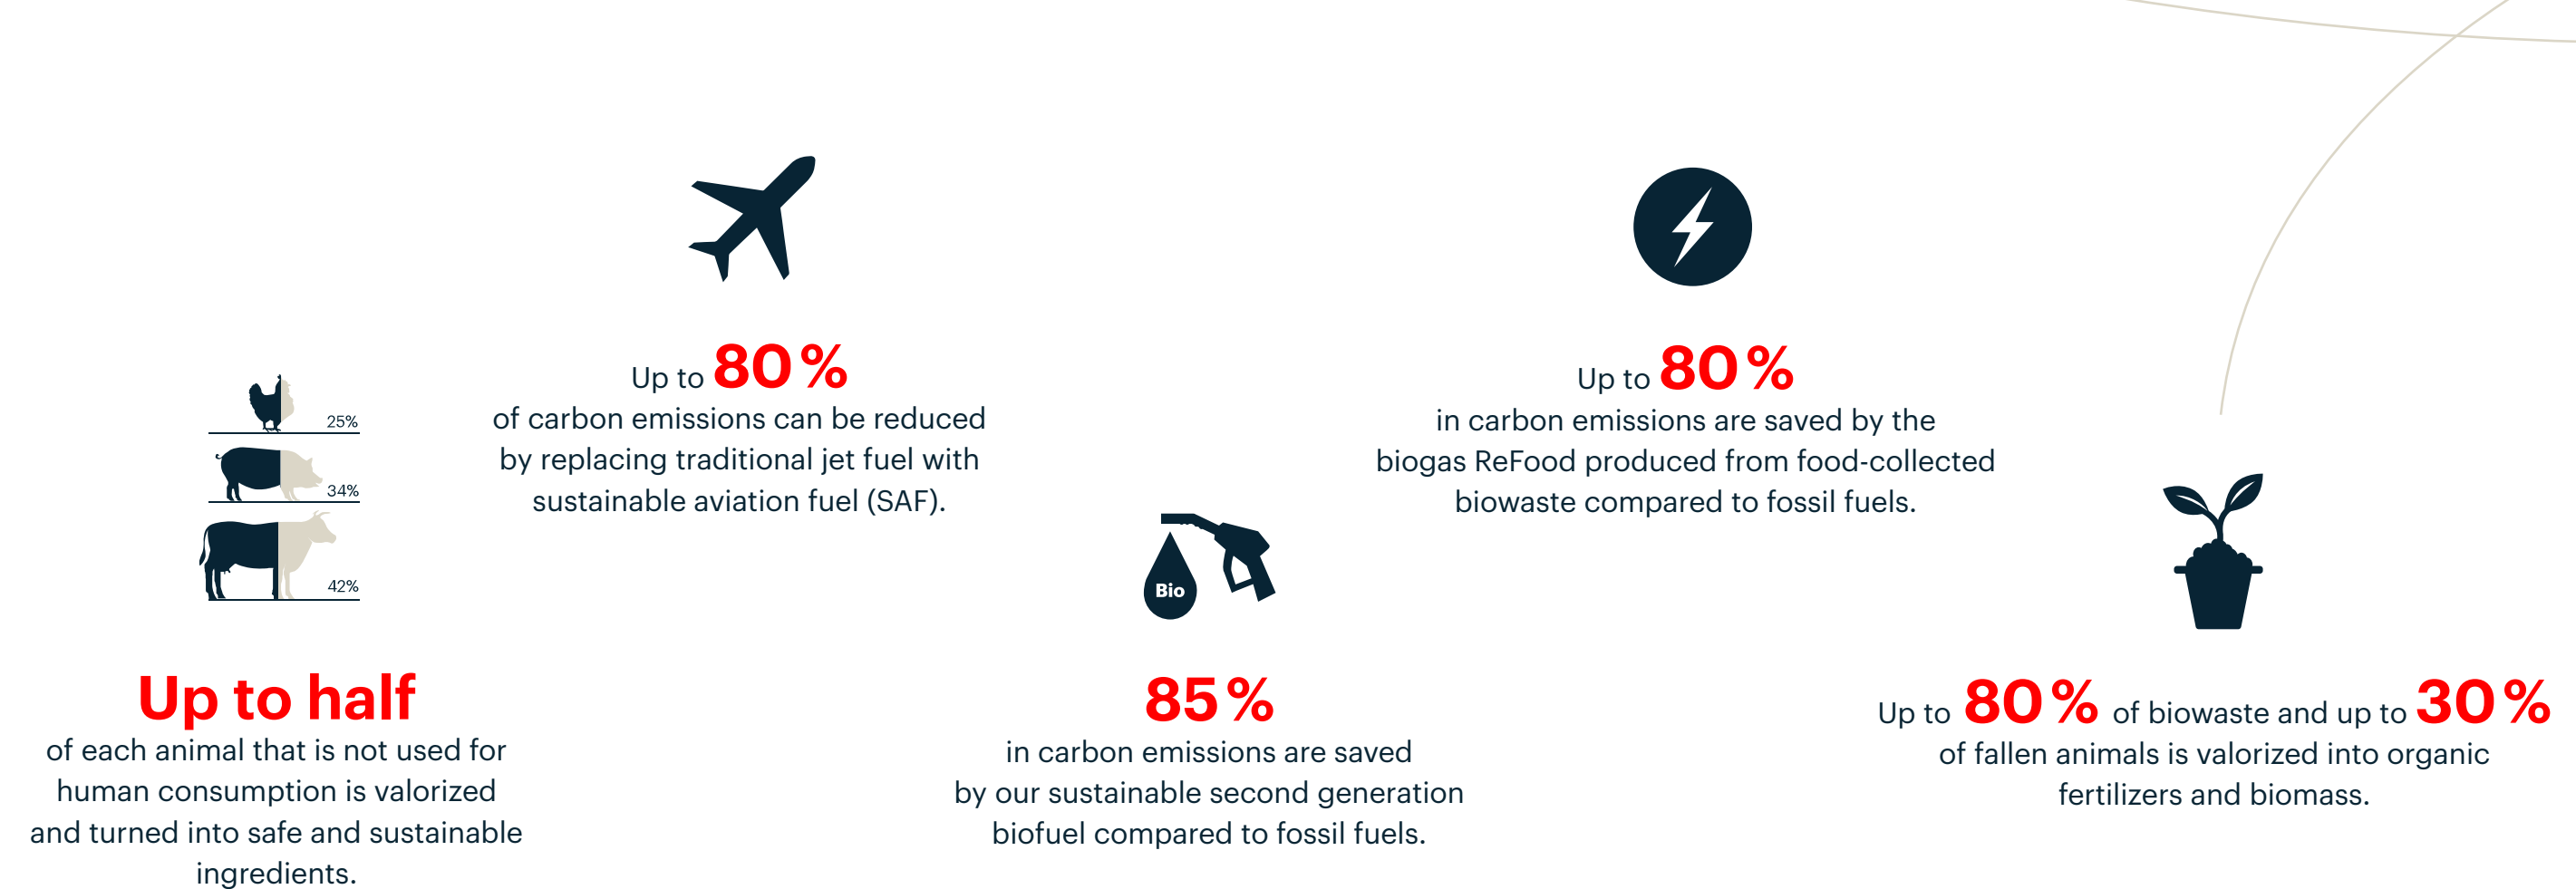 25%
34%
42%
Up to half
of each animal that is not used for
human consumption is valorized
and turned into safe and sustainable
ingredients.
Up to 80%
of carbon emissions can be reduced
by replacing traditional jet fuel with
sustainable aviation fuel (SAF).
Bio
85%
in carbon emissions are saved
by our sustainable second generation
biofuel compared to fossil fuels.
Up to 80%
in carbon emissions are saved by the
biogas ReFood produced from food-collected
biowaste compared to fossil fuels.
Up to 80% of biowaste and up to 30%
of fallen animals is valorized into organic
fertilizers and biomass.